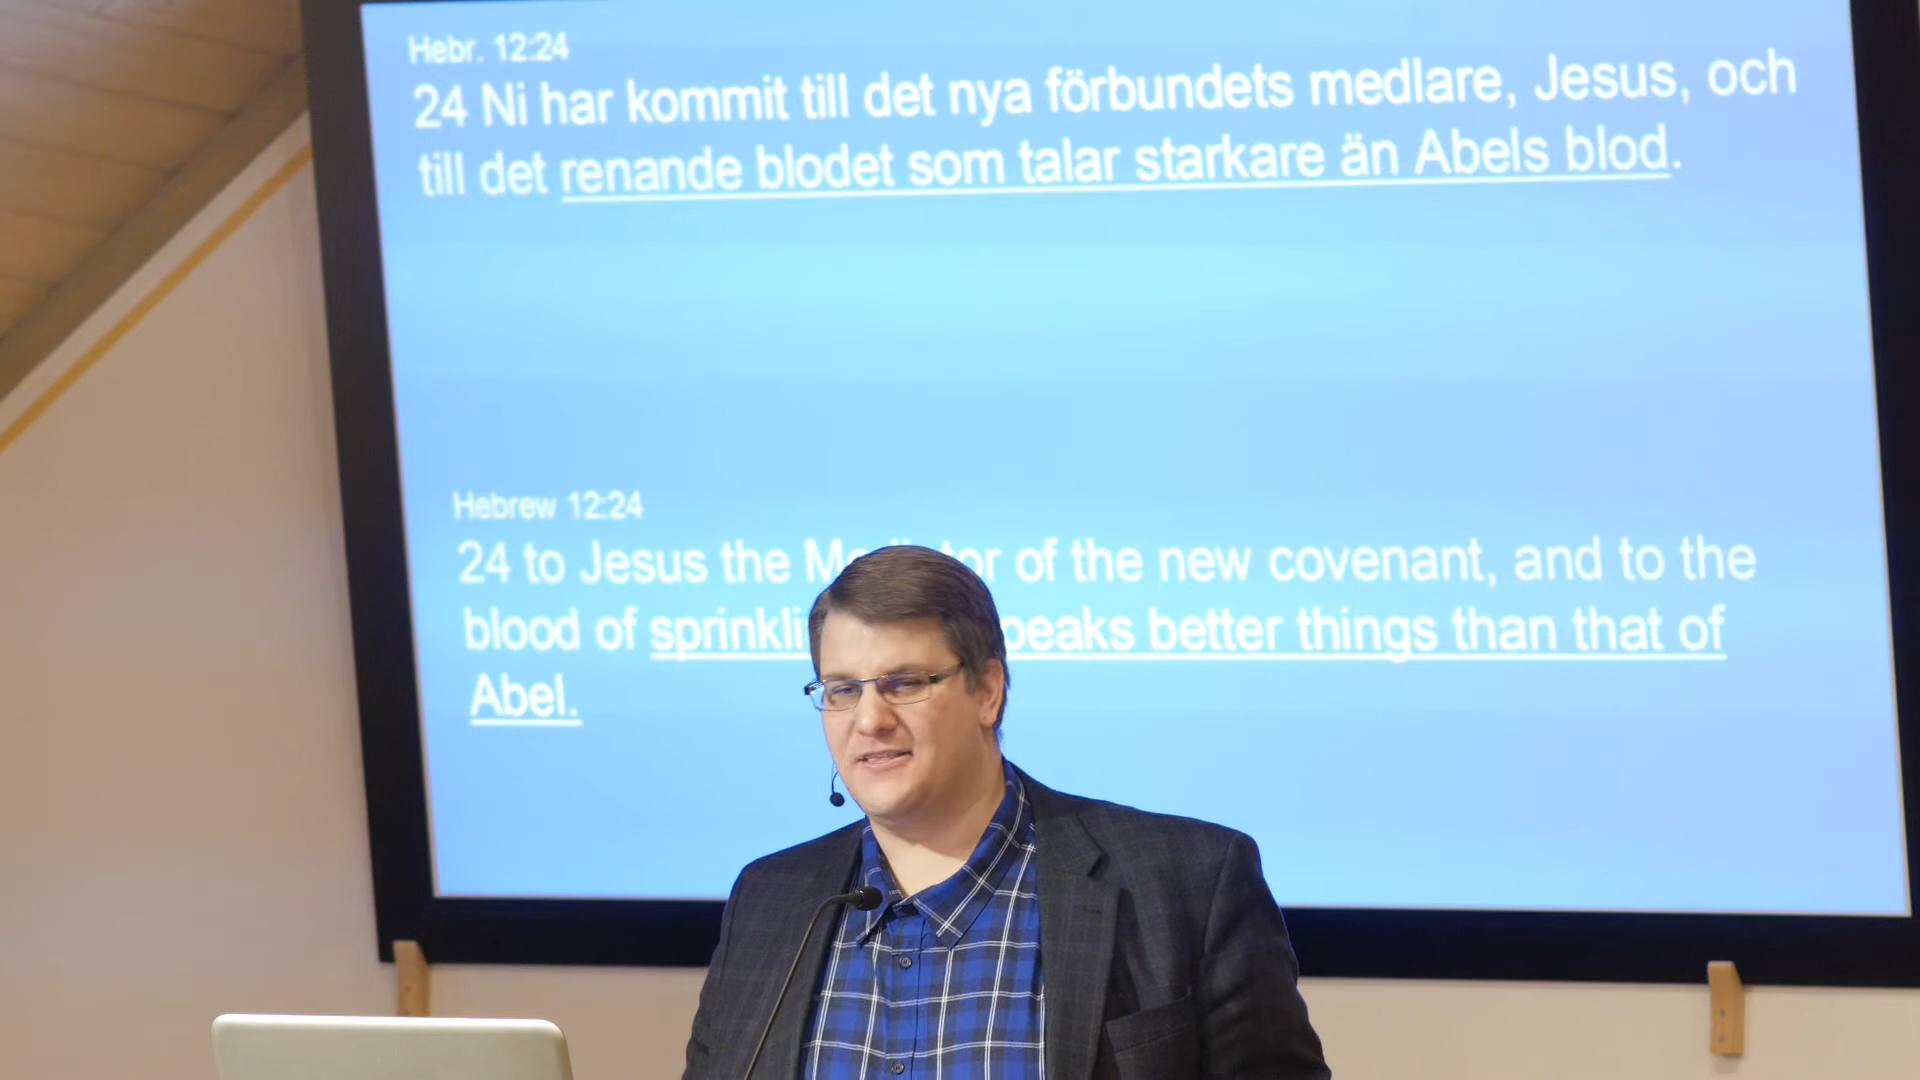 Hebr. 12:24
24 Ni har kommit till det nya förbundets medlare, Jesus, och
till det renande blodet som talar starkare än Abels blod.
Hebrew 12:24
24 to Jesus the of the new covenant, and to the
blood of better things than that of
Abel.